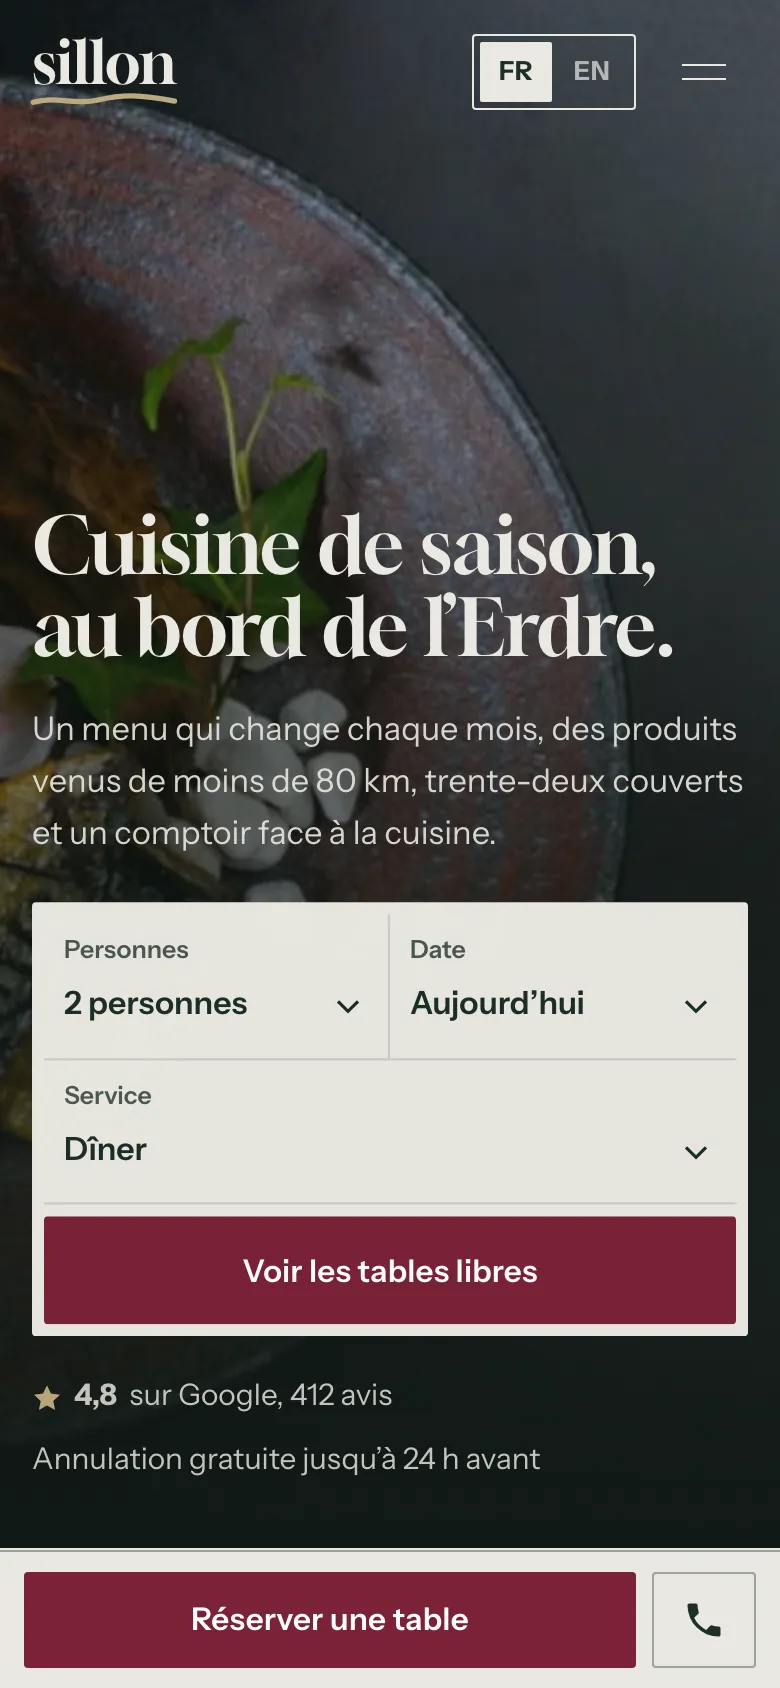 sillon
FR EN
Cuisine de saison,
au bord de l’Erdre.
Un menu qui change chaque mois, des produits
venus de moins de 80 km, trente-deux couverts
et un comptoir face à la cuisine.
Personnes
2 personnes
Date
Aujourd’hui
Service
Dîner
Voir les tables libres
4,8 sur Google, 412 avis
Annulation gratuite jusqu’à 24 h avant
Réserver une table